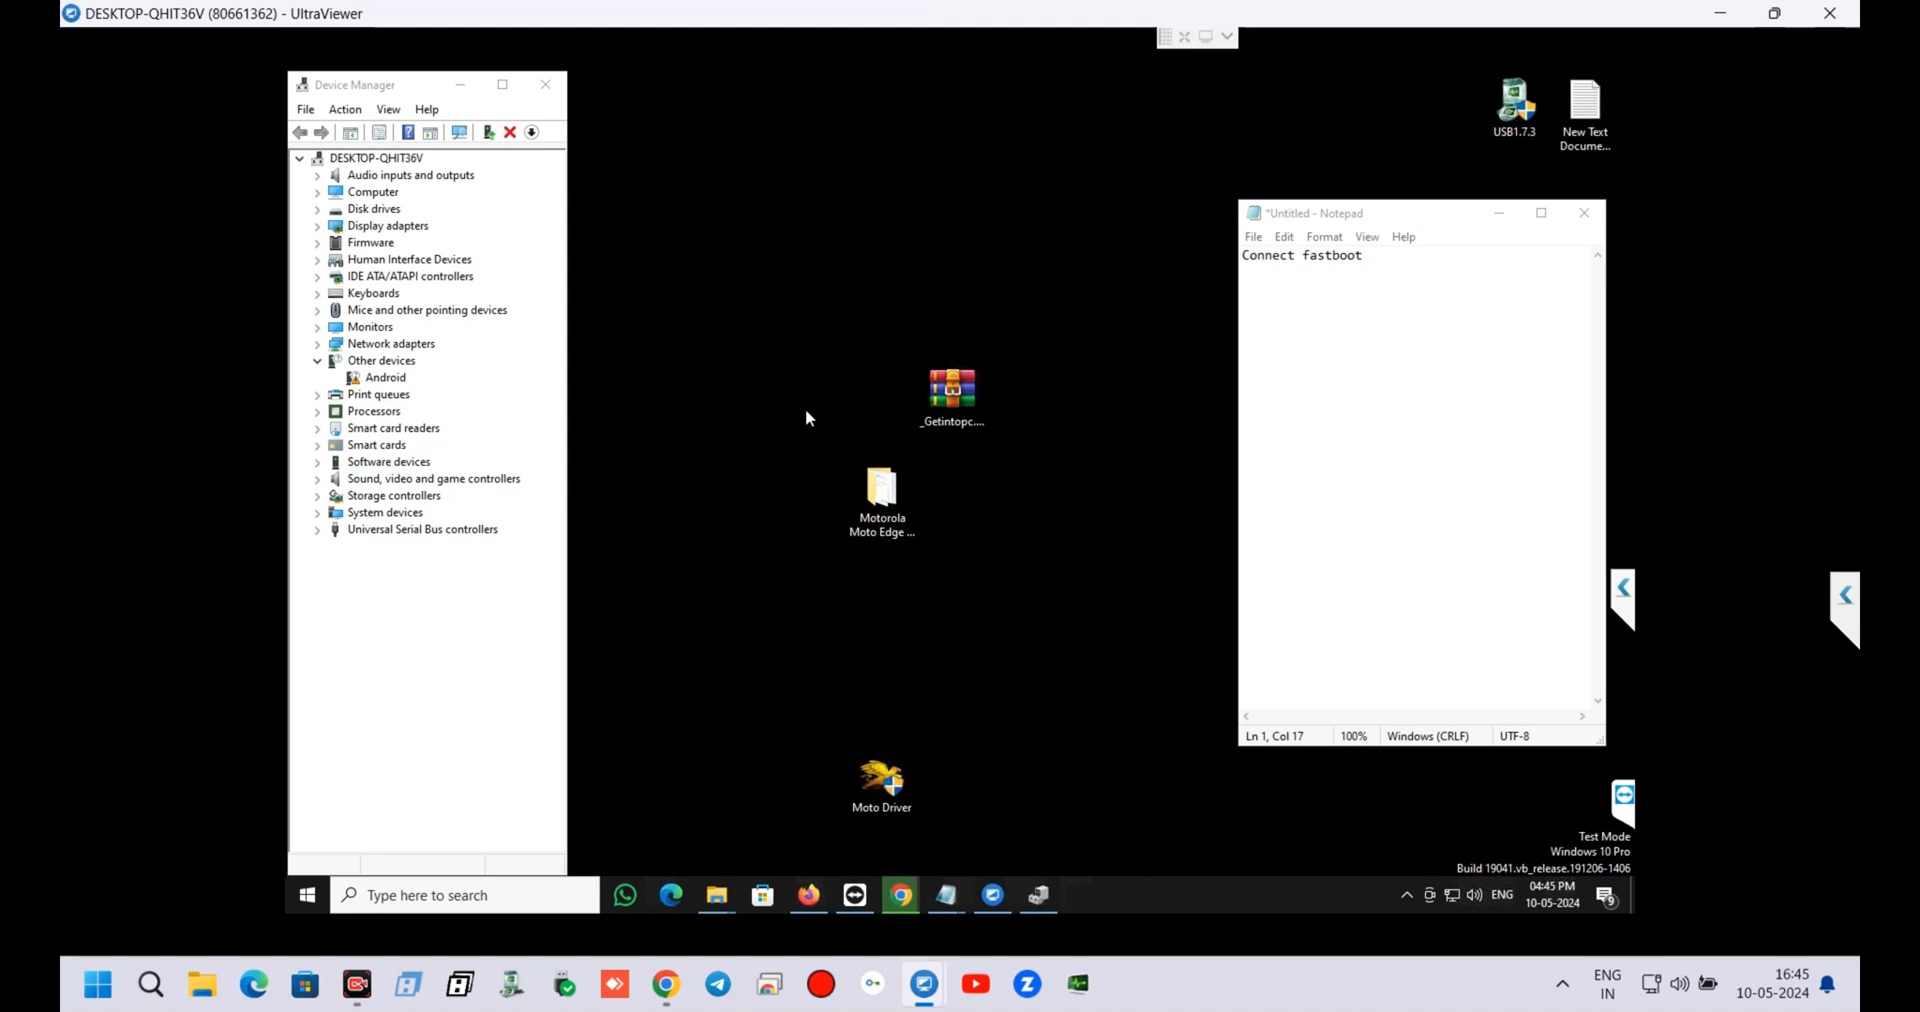 DESKTOP-QHIT36V (80661362) - UltraViewer
Device Manager
File Action View Help
DESKTOP-QHIT36V
Audio inputs and outputs
Computer
Disk drives
Display adapters
Firmware
Human Interface Devices
IDE ATA/ATAPI controllers
Keyboards
Mice and other pointing devices
Monitors
Network adapters
Other devices
Android
Print queues
Processors
Smart card readers
Smart cards
Software devices
Sound, video and game controllers
Storage controllers
System devices
Universal Serial Bus controllers
USB1.7.3
New Text
Docume...
*Untitled - Notepad
File Edit Format View Help
Connect fastboot
Ln 1, Col 17 100% Windows (CRLF) UTF-8
_Getintopc....
Motorola
Moto Edge ...
Moto Driver
Test Mode
Windows 10 Pro
Build 19041.vb_release.191206-1406
Type here to search
ENG
04:45 PM
10-05-2024
9
ENG
IN
16:45
10-05-2024